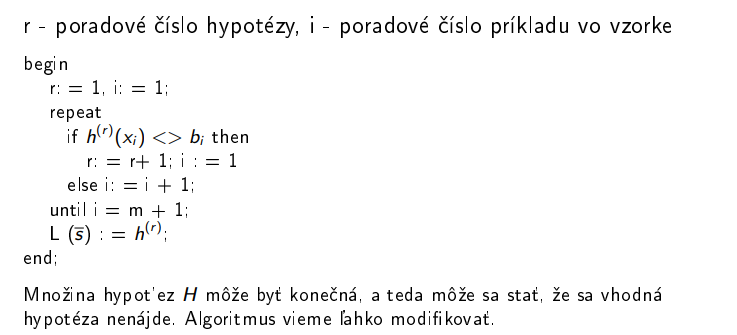 r - poradové číslo hypotézy, i - poradové číslo príkladu vo vzorke
begin
r: = 1, i: = 1;
repeat
if h^(r)(x_i) <> b_i then
r: = r+ 1; i : = 1
else i: = i + 1;
until i = m + 1;
L (s̅) : = h^(r);
end;
Množina hypot'ez H môže byť konečná, a teda môže sa stať, že sa vhodná
hypotéza nenájde. Algoritmus vieme ľahko modifikovať.